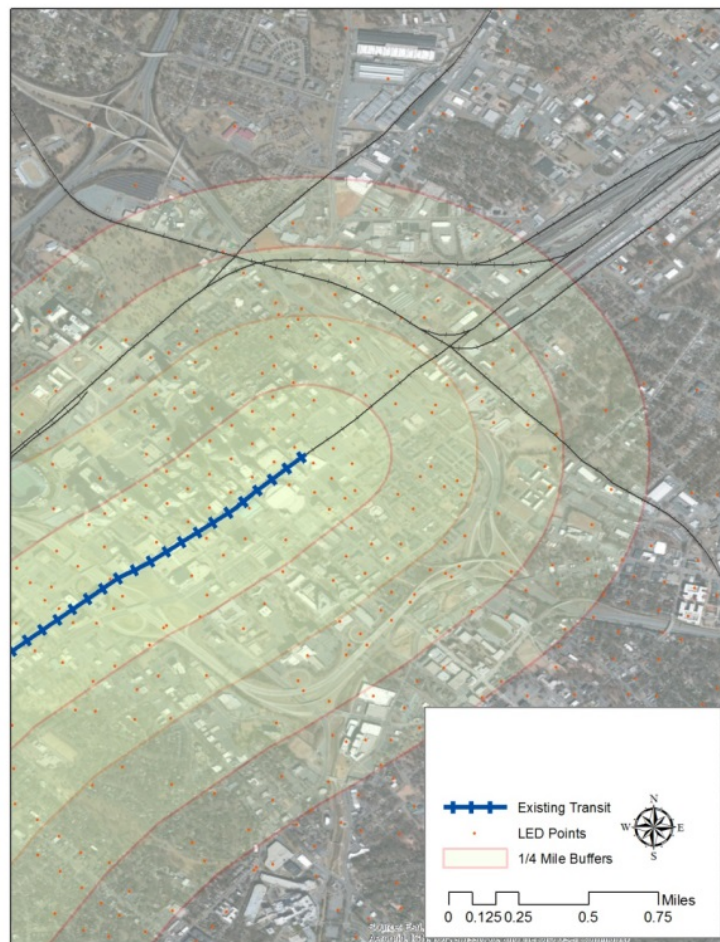 Existing Transit
LED Points
1/4 Mile Buffers
N
W E
S
Miles
0 0.125 0.25 0.5 0.75